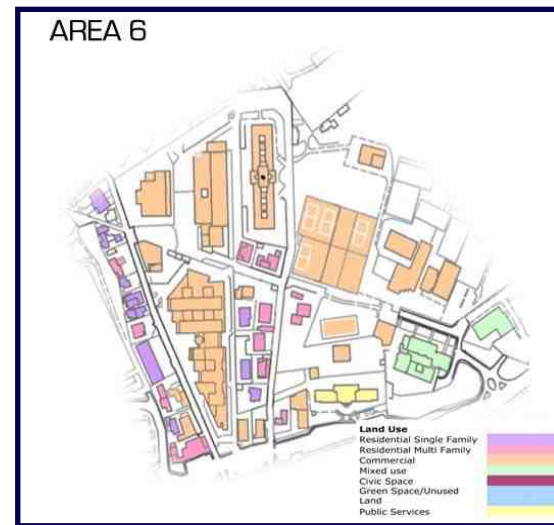 AREA 6
Land Use
Residential Single Family
Residential Multi Family
Commercial
Mixed use
Civic Space
Green Space/Unused
Land
Public Services